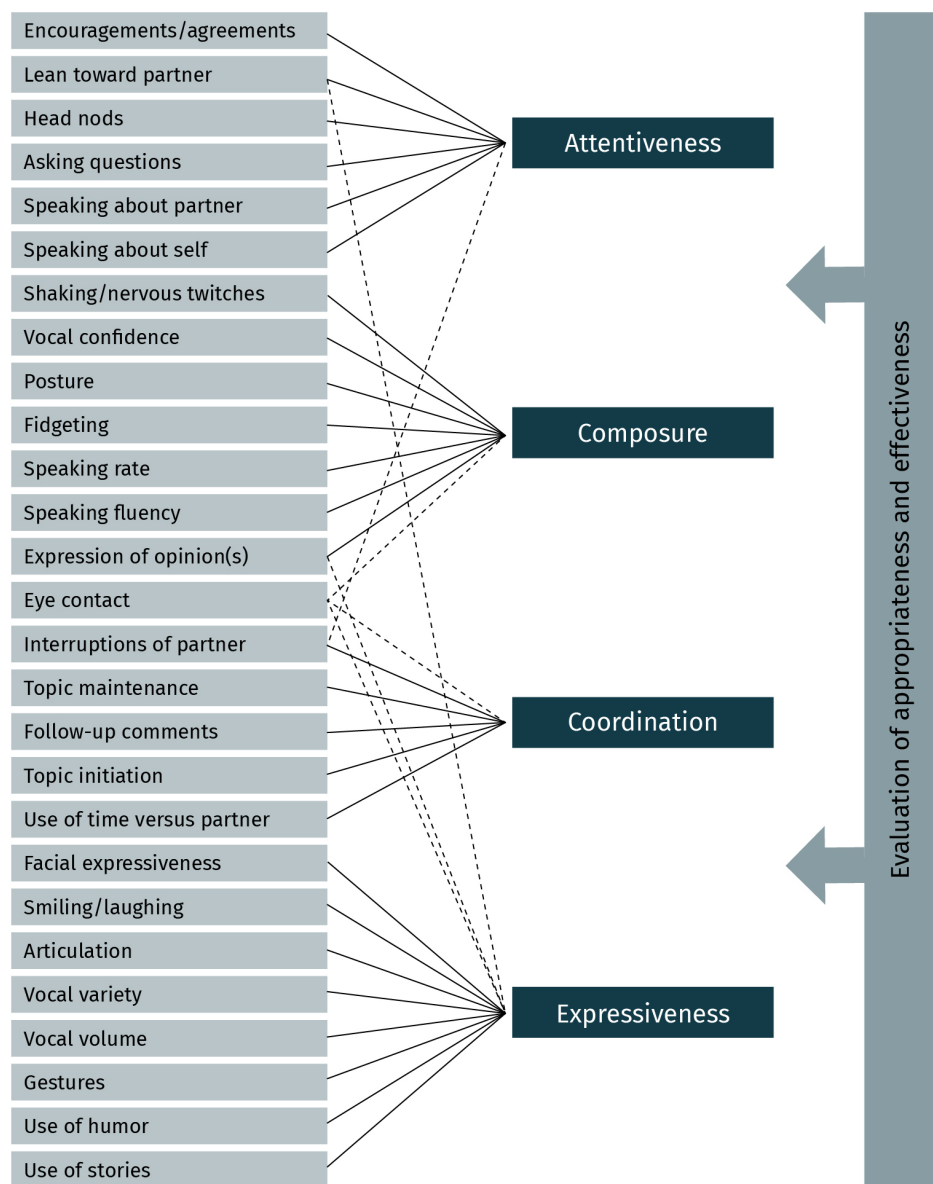 Encouragements/agreements
Lean toward partner
Head nods
Asking questions
Speaking about partner
Speaking about self
Shaking/nervous twitches
Vocal confidence
Posture
Fidgeting
Speaking rate
Speaking fluency
Expression of opinion(s)
Eye contact
Interruptions of partner
Topic maintenance
Follow-up comments
Topic initiation
Use of time versus partner
Facial expressiveness
Smiling/laughing
Articulation
Vocal variety
Vocal volume
Gestures
Use of humor
Use of stories
Attentiveness
Composure
Coordination
Expressiveness
Evaluation of appropriateness and effectiveness